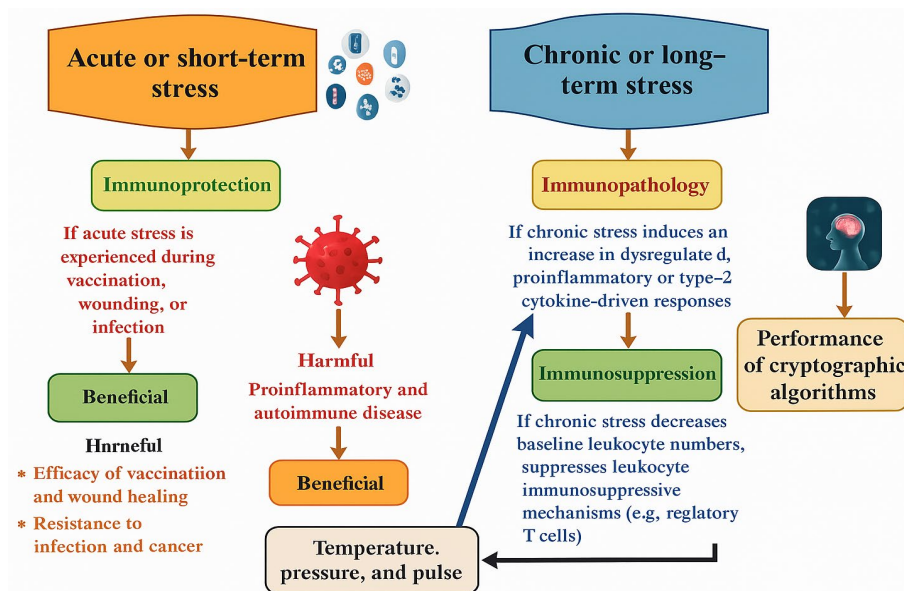 Acute or short-term
stress
Immunoprotection
If acute stress is
experienced during
vaccination,
wounding, or
infection
Beneficial
Hnrneful
* Efficacy of vaccinatiion
and wound healing
* Resistance to
infection and cancer
Harmful
Proinflammatory and
autoimmune disease
Beneficial
Temperature.
pressure, and pulse
Chronic or long–
term stress
Immunopathology
If chronic stress induces an
increase in dysregulate d,
proinflammatory or type–2
cytokine-driven responses
Immunosuppression
If chronic stress decreases
baseline leukocyte numbers,
suppresses leukocyte
immunosuppressive
mechanisms (e.g, reglatory
T cells)
Performance
of cryptographic
algorithms